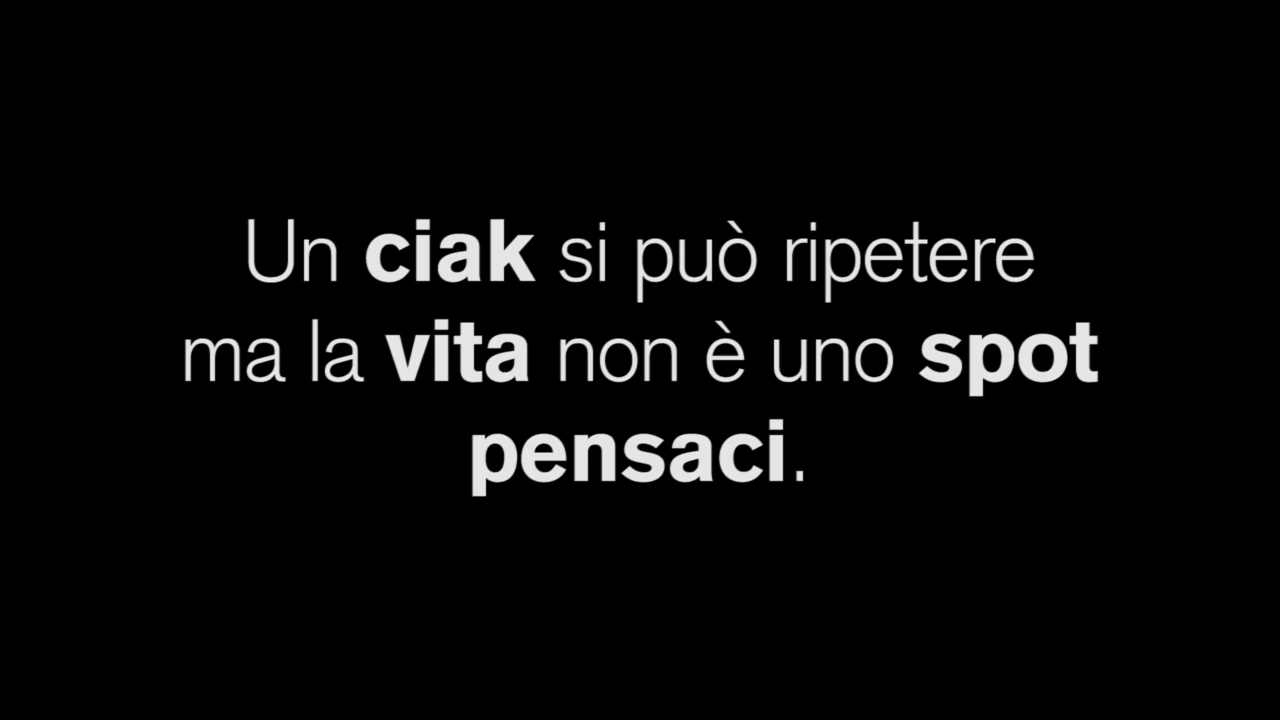 Un ciak si può ripetere
ma la vita non è uno spot
pensaci.